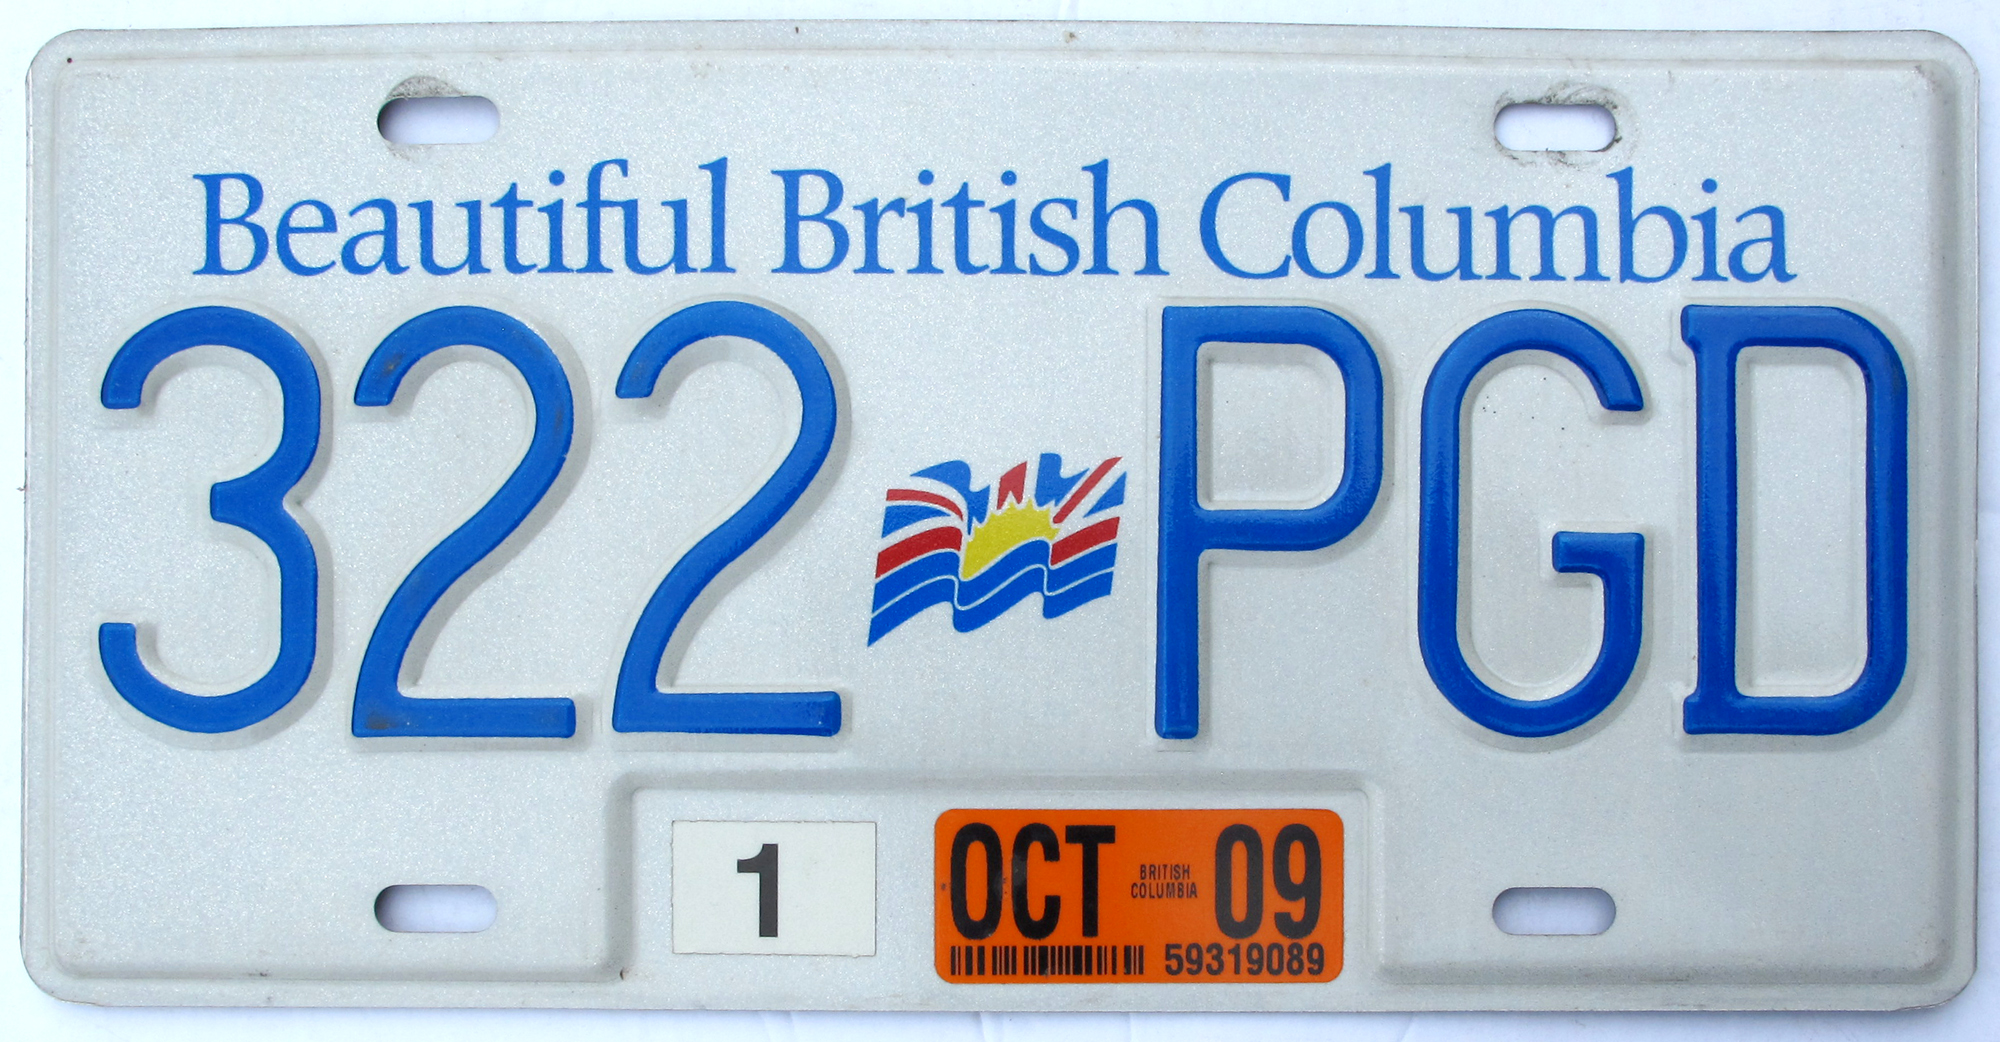 Beautiful British Columbia
322 PGD
1
OCT BRITISH COLUMBIA 09
59319089